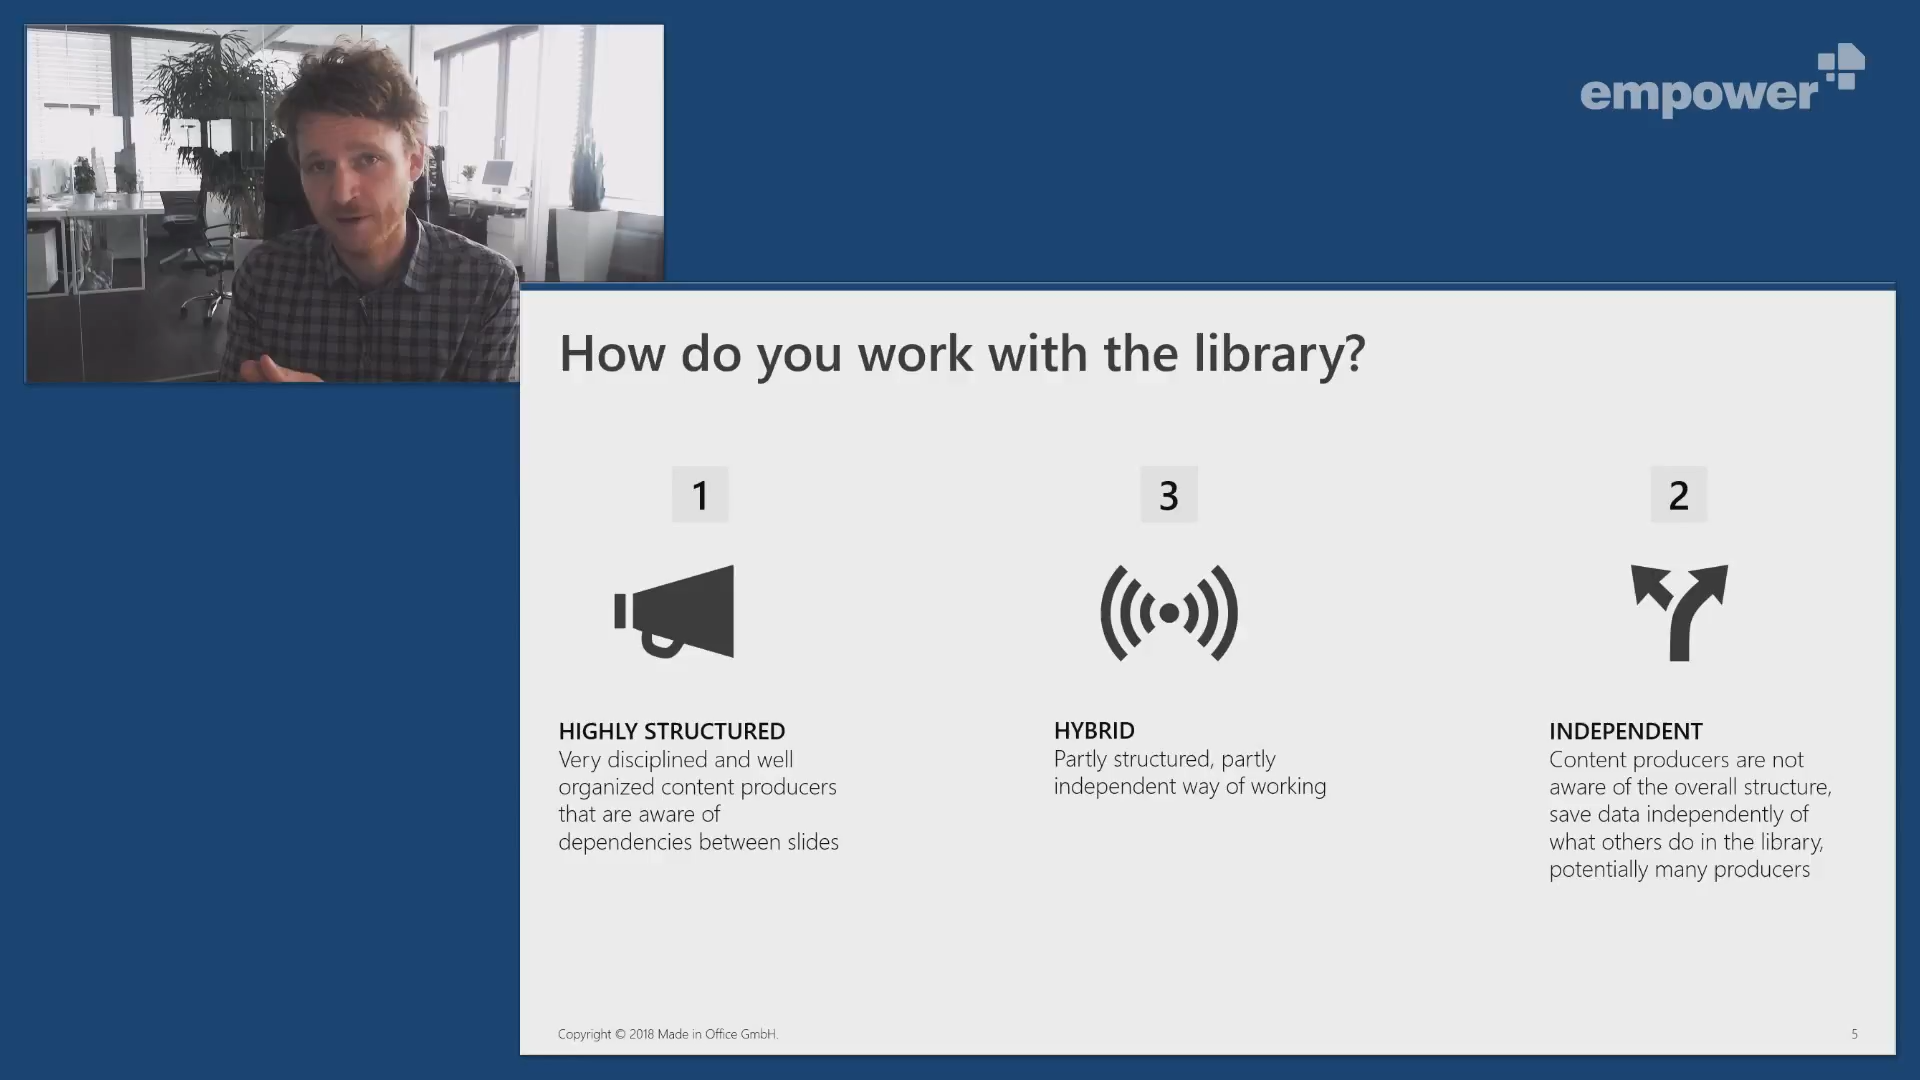 empower
How do you work with the library?
1
3
2
HIGHLY STRUCTURED
Very disciplined and well
organized content producers
that are aware of
dependencies between slides
HYBRID
Partly structured, partly
independent way of working
INDEPENDENT
Content producers are not
aware of the overall structure,
save data independently of
what others do in the library,
potentially many producers
Copyright © 2018 Made in Office GmbH.
5